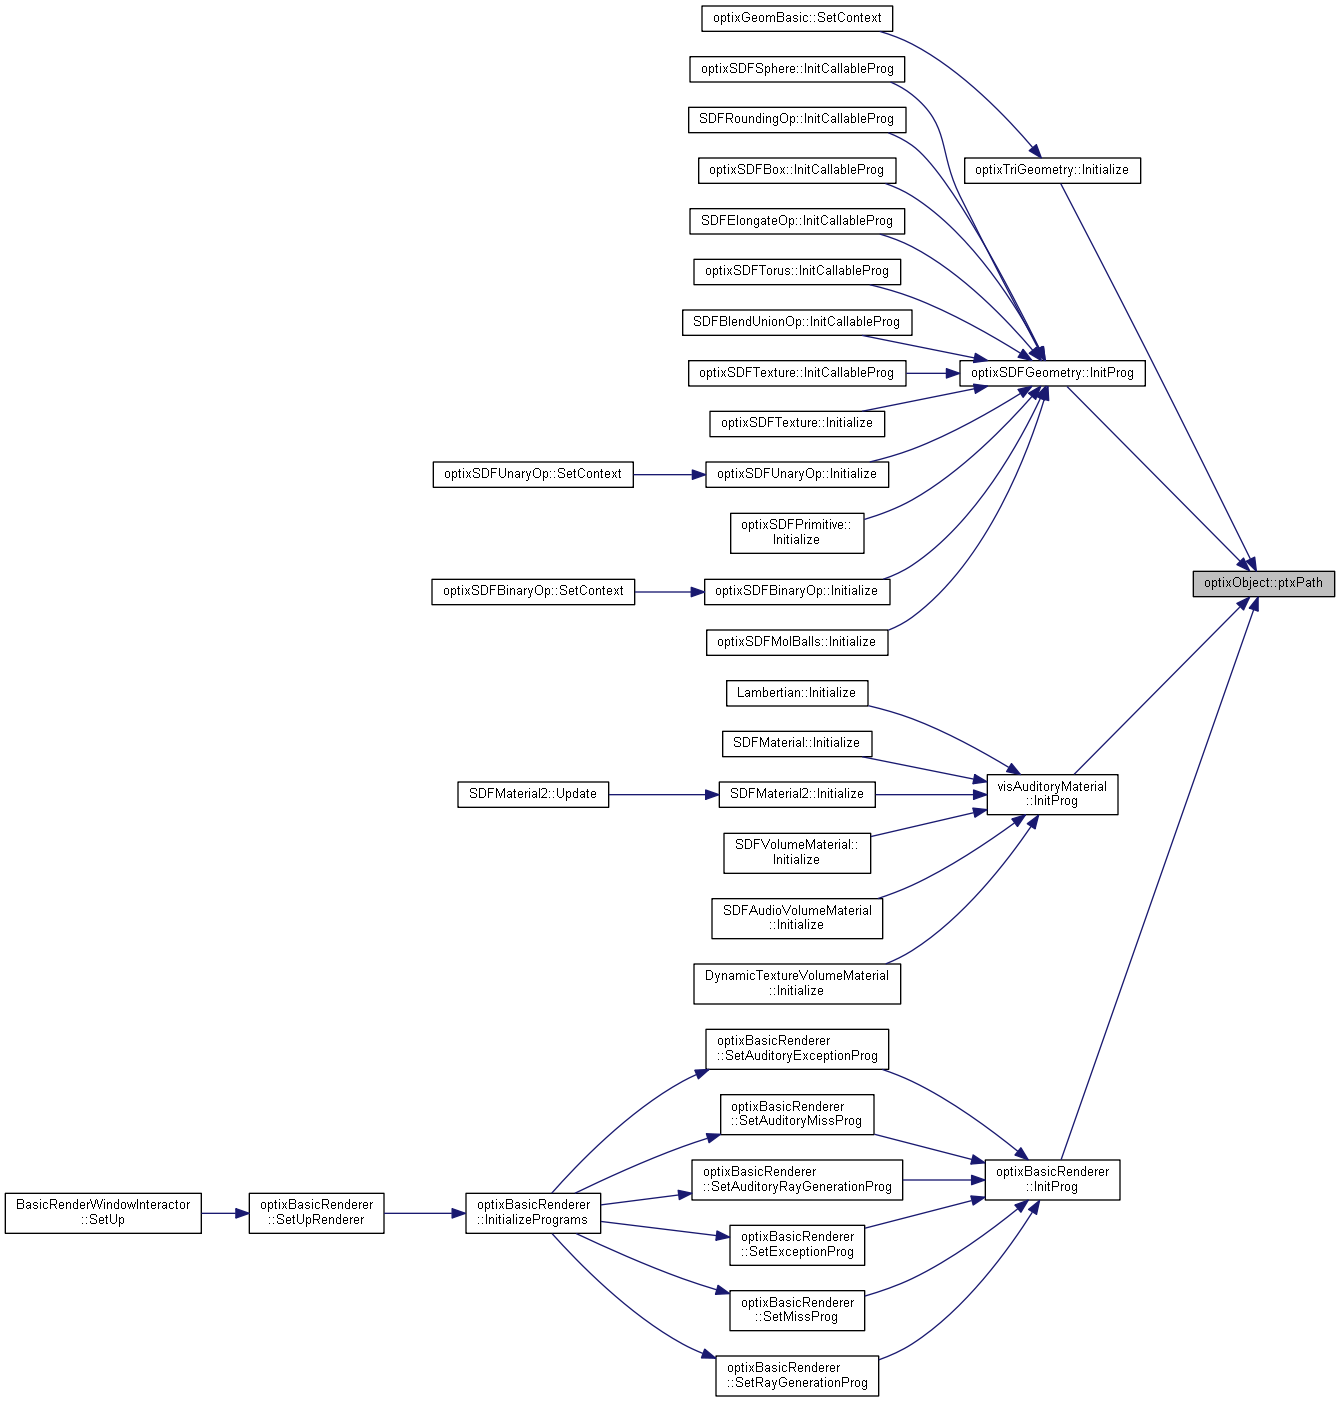 optixGeomBasic::SetContext
optixSDFSphere::InitCallableProg
SDFRoundingOp::InitCallableProg
optixSDFBox::InitCallableProg
optixTriGeometry::Initialize
SDFElongateOp::InitCallableProg
optixSDFTorus::InitCallableProg
SDFBlendUnionOp::InitCallableProg
optixSDFTexture::InitCallableProg
optixSDFGeometry::InitProg
optixSDFTexture::Initialize
optixSDFUnaryOp::SetContext
optixSDFUnaryOp::Initialize
optixSDFPrimitive::
Initialize
optixObject::ptxPath
optixSDFBinaryOp::SetContext
optixSDFBinaryOp::Initialize
optixSDFMolBalls::Initialize
Lambertian::Initialize
SDFMaterial::Initialize
SDFMaterial2::Update
SDFMaterial2::Initialize
visAuditoryMaterial
::InitProg
SDFVolumeMaterial::
Initialize
SDFAudioVolumeMaterial
::Initialize
DynamicTextureVolumeMaterial
::Initialize
optixBasicRenderer
::SetAuditoryExceptionProg
optixBasicRenderer
::SetAuditoryMissProg
optixBasicRenderer
::SetAuditoryRayGenerationProg
optixBasicRenderer
::InitProg
BasicRenderWindowInteractor
::SetUp
optixBasicRenderer
::SetUpRenderer
optixBasicRenderer
::InitializePrograms
optixBasicRenderer
::SetExceptionProg
optixBasicRenderer
::SetMissProg
optixBasicRenderer
::SetRayGenerationProg